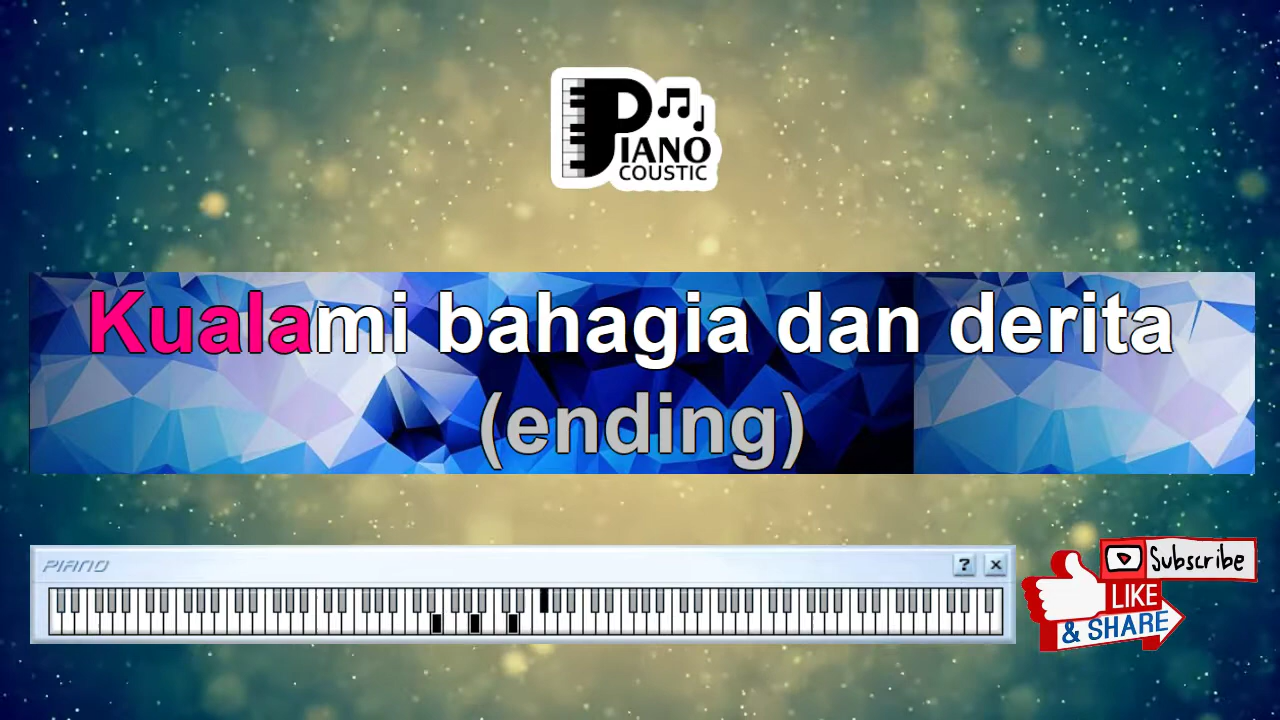 PIANO
COUSTIC
Kualami bahagia dan derita
(ending)
PIANO
? ×
Subscribe
LIKE
& SHARE